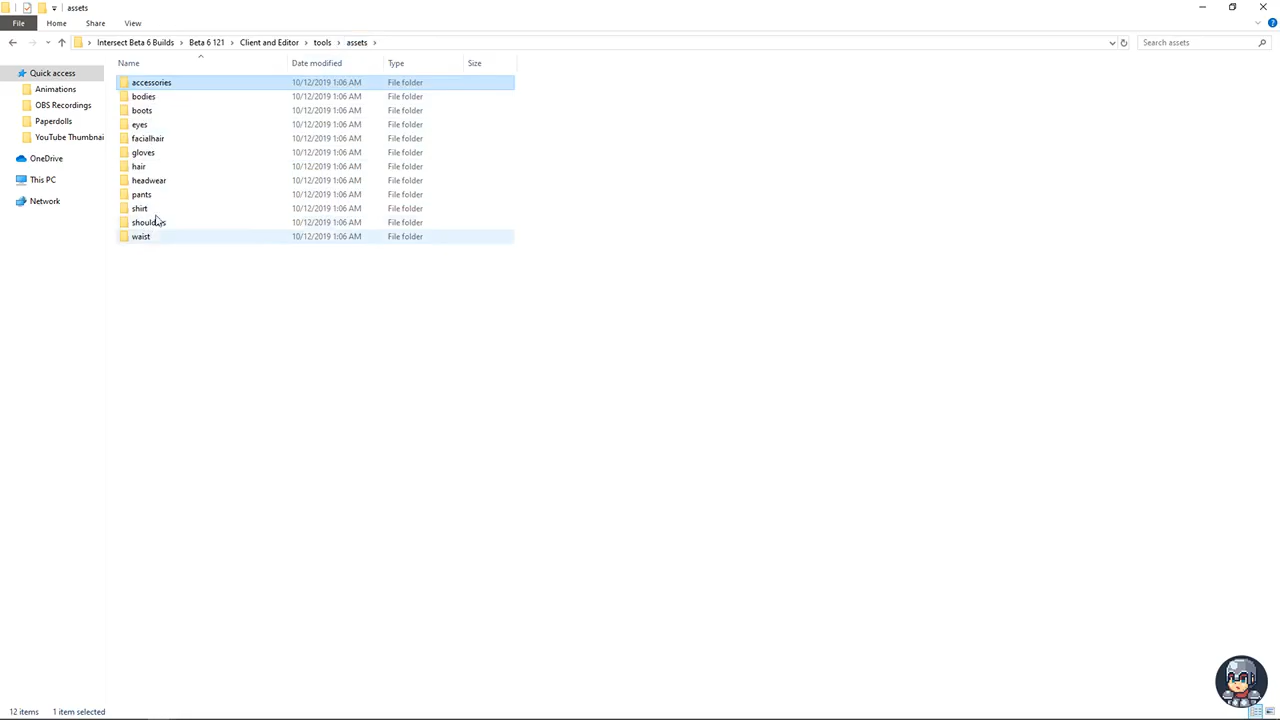 assets
File Home Share View
Intersect Beta 6 Builds Beta 6 121 Client and Editor tools assets Search assets
Name Date modified Type Size
Quick access
Animations
OBS Recordings
Paperdolls
YouTube Thumbnai
OneDrive
This PC
Network
accessories 10/12/2019 1:06 AM File folder
bodies 10/12/2019 1:06 AM File folder
boots 10/12/2019 1:06 AM File folder
eyes 10/12/2019 1:06 AM File folder
facialhair 10/12/2019 1:06 AM File folder
gloves 10/12/2019 1:06 AM File folder
hair 10/12/2019 1:06 AM File folder
headwear 10/12/2019 1:06 AM File folder
pants 10/12/2019 1:06 AM File folder
shirt 10/12/2019 1:06 AM File folder
10/12/2019 1:06 AM File folder
waist 10/12/2019 1:06 AM File folder
12 items 1 item selected